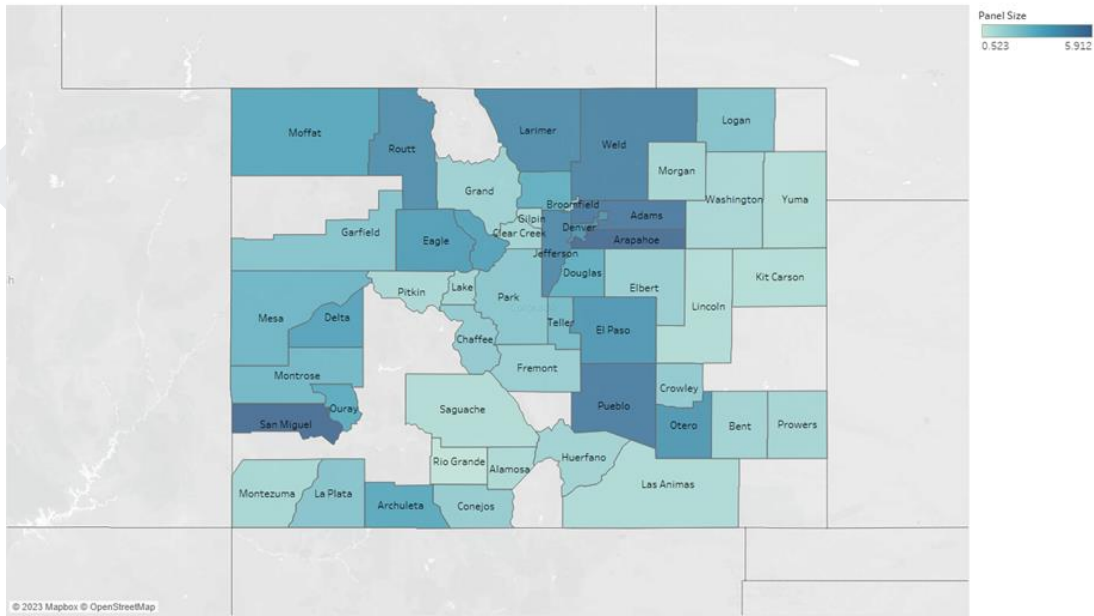 Panel Size
0.523 5.912
Moffat
Routt
Larimer
Weld
Logan
Morgan
Grand
Washington
Yuma
Broomfield
Gilpin
Adams
Clear Creek
Denver
Garfield
Eagle
Arapahoe
Jefferson
Douglas
Kit Carson
Elbert
Pitkin
Lake
Park
Lincoln
Mesa
Delta
Teller
El Paso
Chaffee
Fremont
Montrose
Crowley
Ouray
Saguache
Pueblo
San Miguel
Otero
Bent
Prowers
Huerfano
Rio Grande
Alamosa
Las Animas
Montezuma
La Plata
Archuleta
Conejos
h
© 2023 Mapbox © OpenStreetMap